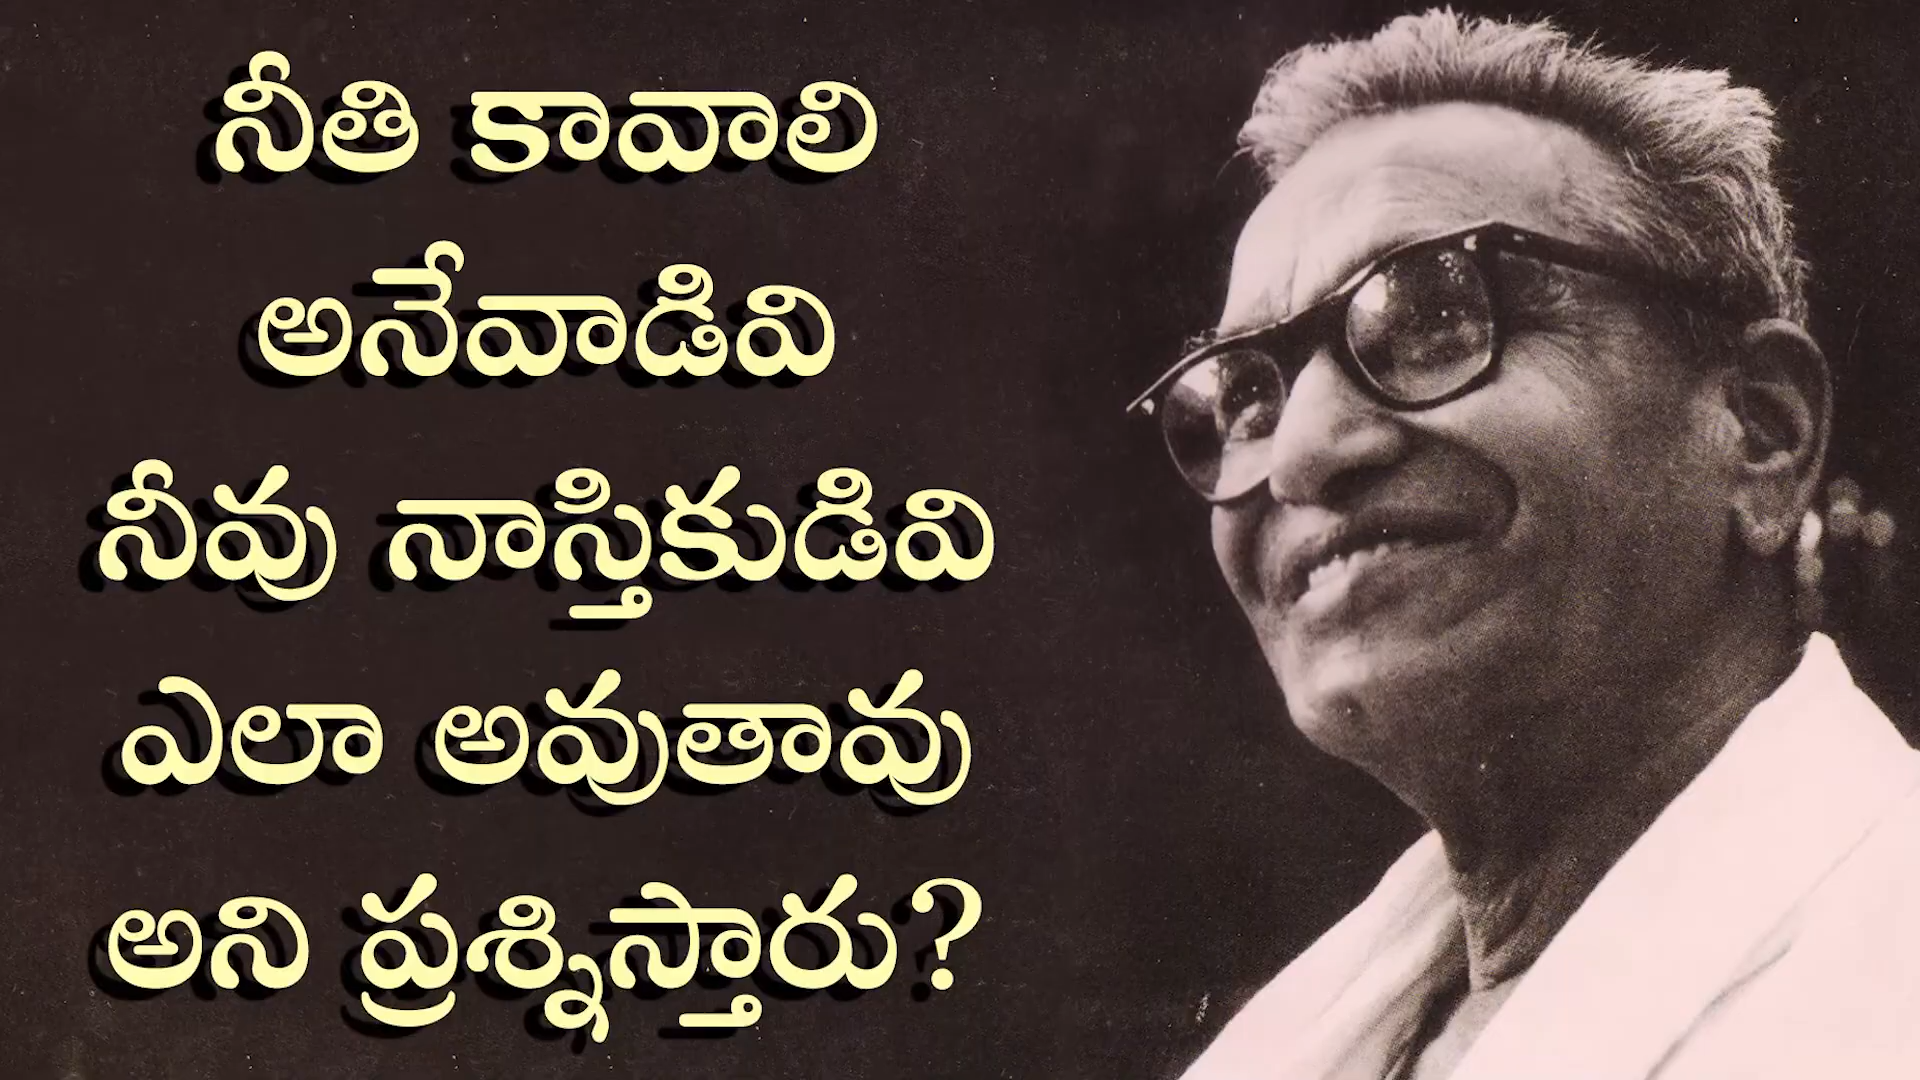 నీతి కావాలి
అనేవాడివి
నీవు నాస్తికుడివి
ఎలా అవుతావు
అని ప్రశ్నిస్తారు?